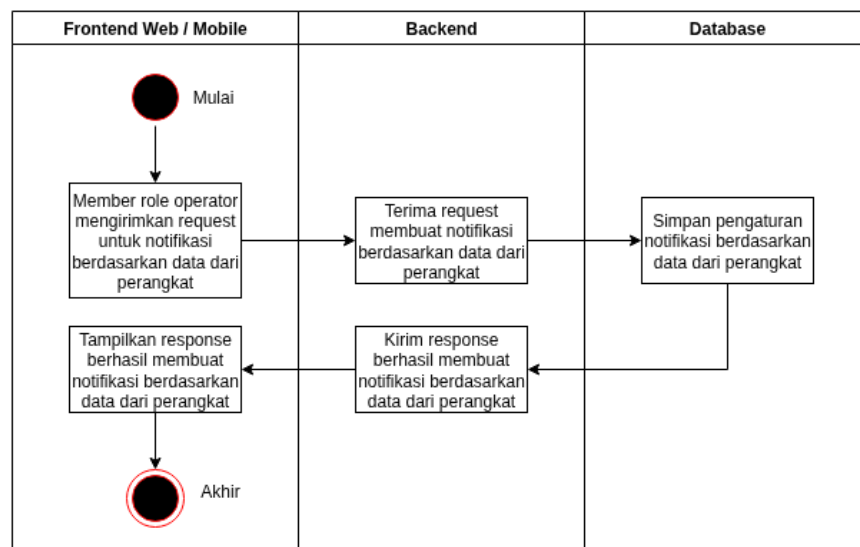 Frontend Web / Mobile
Backend
Database
Mulai
Member role operator
mengirimkan request
untuk notifikasi
berdasarkan data dari
perangkat
Terima request
membuat notifikasi
berdasarkan data dari
perangkat
Simpan pengaturan
notifikasi berdasarkan
data dari perangkat
Tampilkan response
berhasil membuat
notifikasi berdasarkan
data dari perangkat
Kirim response
berhasil membuat
notifikasi berdasarkan
data dari perangkat
Akhir